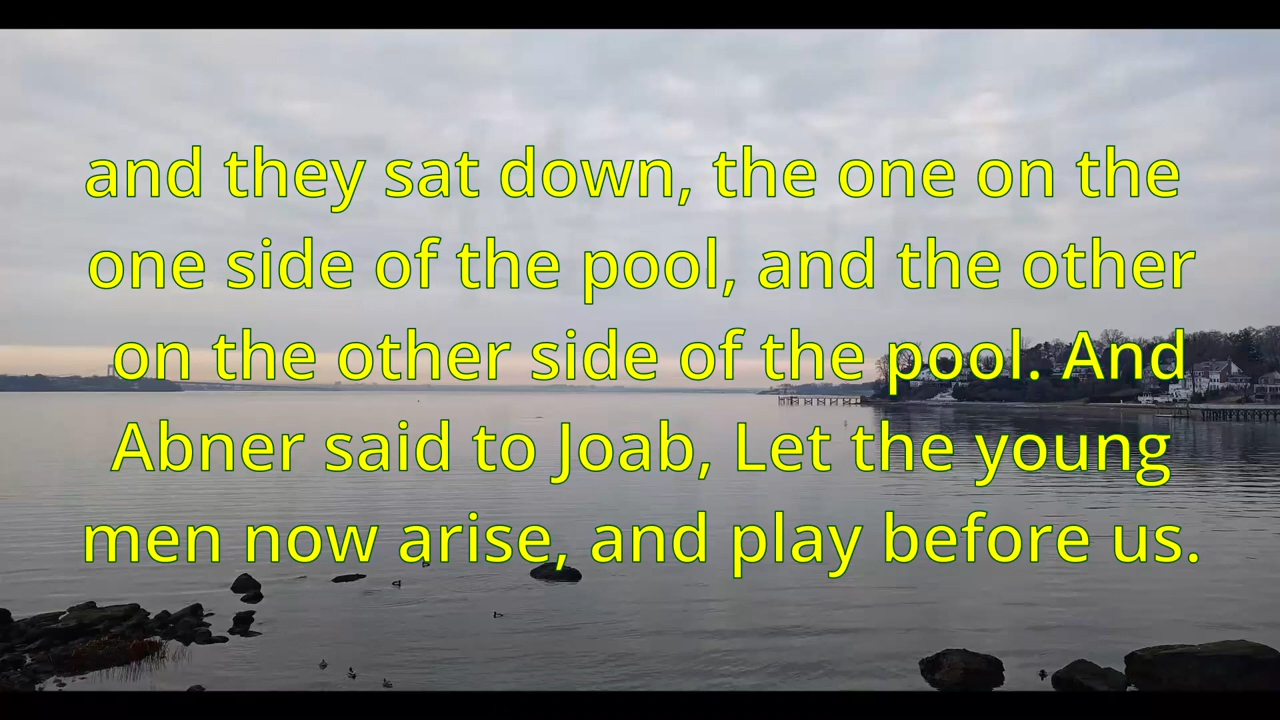 and they sat down, the one on the
one side of the pool, and the other
on the other side of the pool. And
Abner said to Joab, Let the young
men now arise, and play before us.